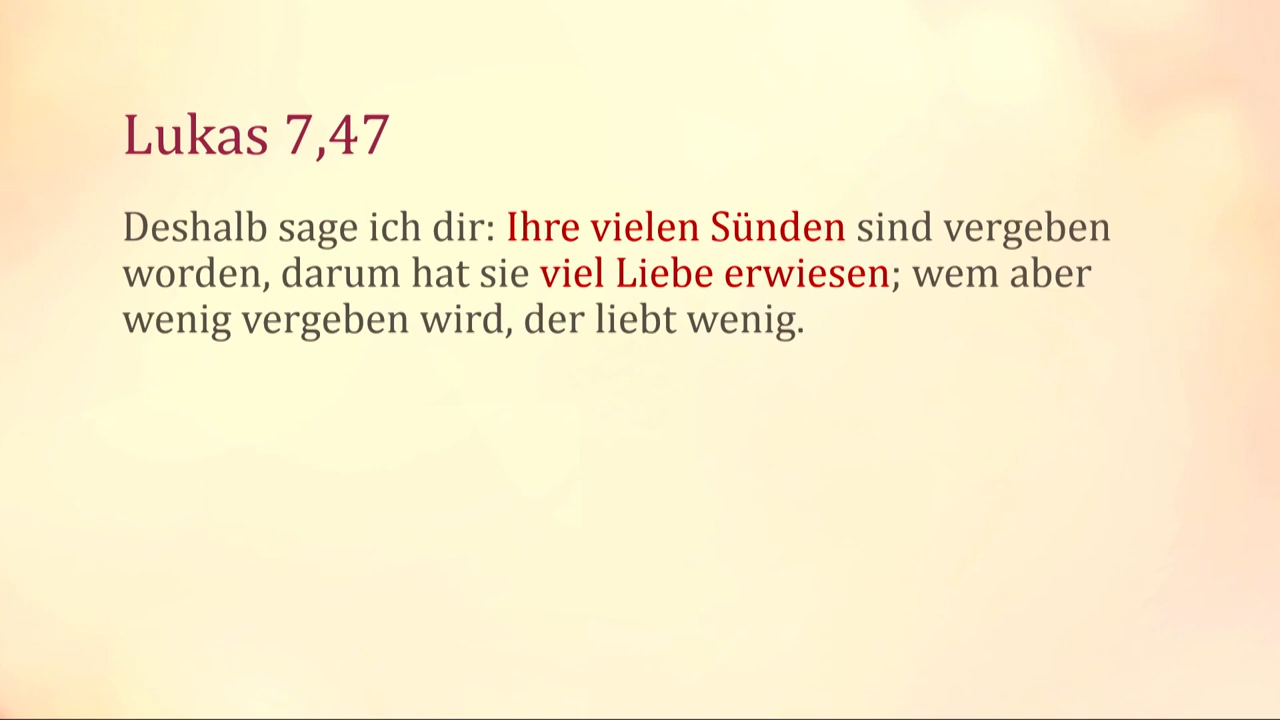 Lukas 7,47
Deshalb sage ich dir: Ihre vielen Sünden sind vergeben
worden, darum hat sie viel Liebe erwiesen; wem aber
wenig vergeben wird, der liebt wenig.